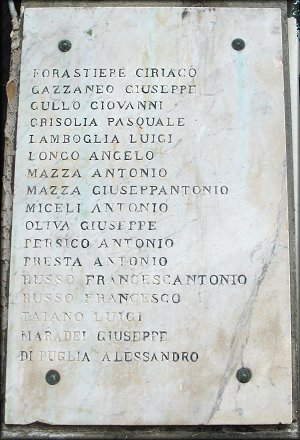 FORASTIERE CIRIACO
GAZZANEO GIUSEPPE
GULLO GIOVANNI
GRISOLIA PASQUALE
LAMBOGLIA LUIGI
LONGO ANGELO
MAZZA ANTONIO
MAZZA GIUSEPPANTONIO
MICELI ANTONIO
OLIVA GIUSEPPE
PERSICO ANTONIO
PRESTA ANTONIO
RUSSO FRANCESCANTONIO
RUSSO FRANCESCO
TAIANO LUIGI
MARADEI GIUSEPPE
DI PUGLIA ALESSANDRO